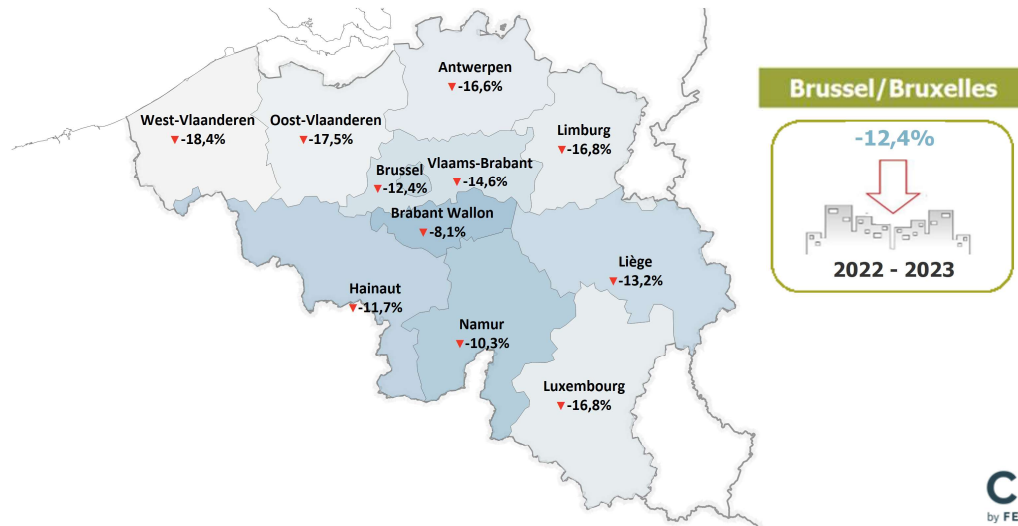 Antwerpen
▼ -16,6%
West-Vlaanderen
▼ -18,4%
Oost-Vlaanderen
▼ -17,5%
Limburg
▼ -16,8%
Brussel
▼ -12,4%
Vlaams-Brabant
▼ -14,6%
Brabant Wallon
▼ -8,1%
Liège
▼ -13,2%
Hainaut
▼ -11,7%
Namur
▼ -10,3%
Luxembourg
▼ -16,8%
Brussel/Bruxelles
-12,4%
2022 - 2023
C
by FE